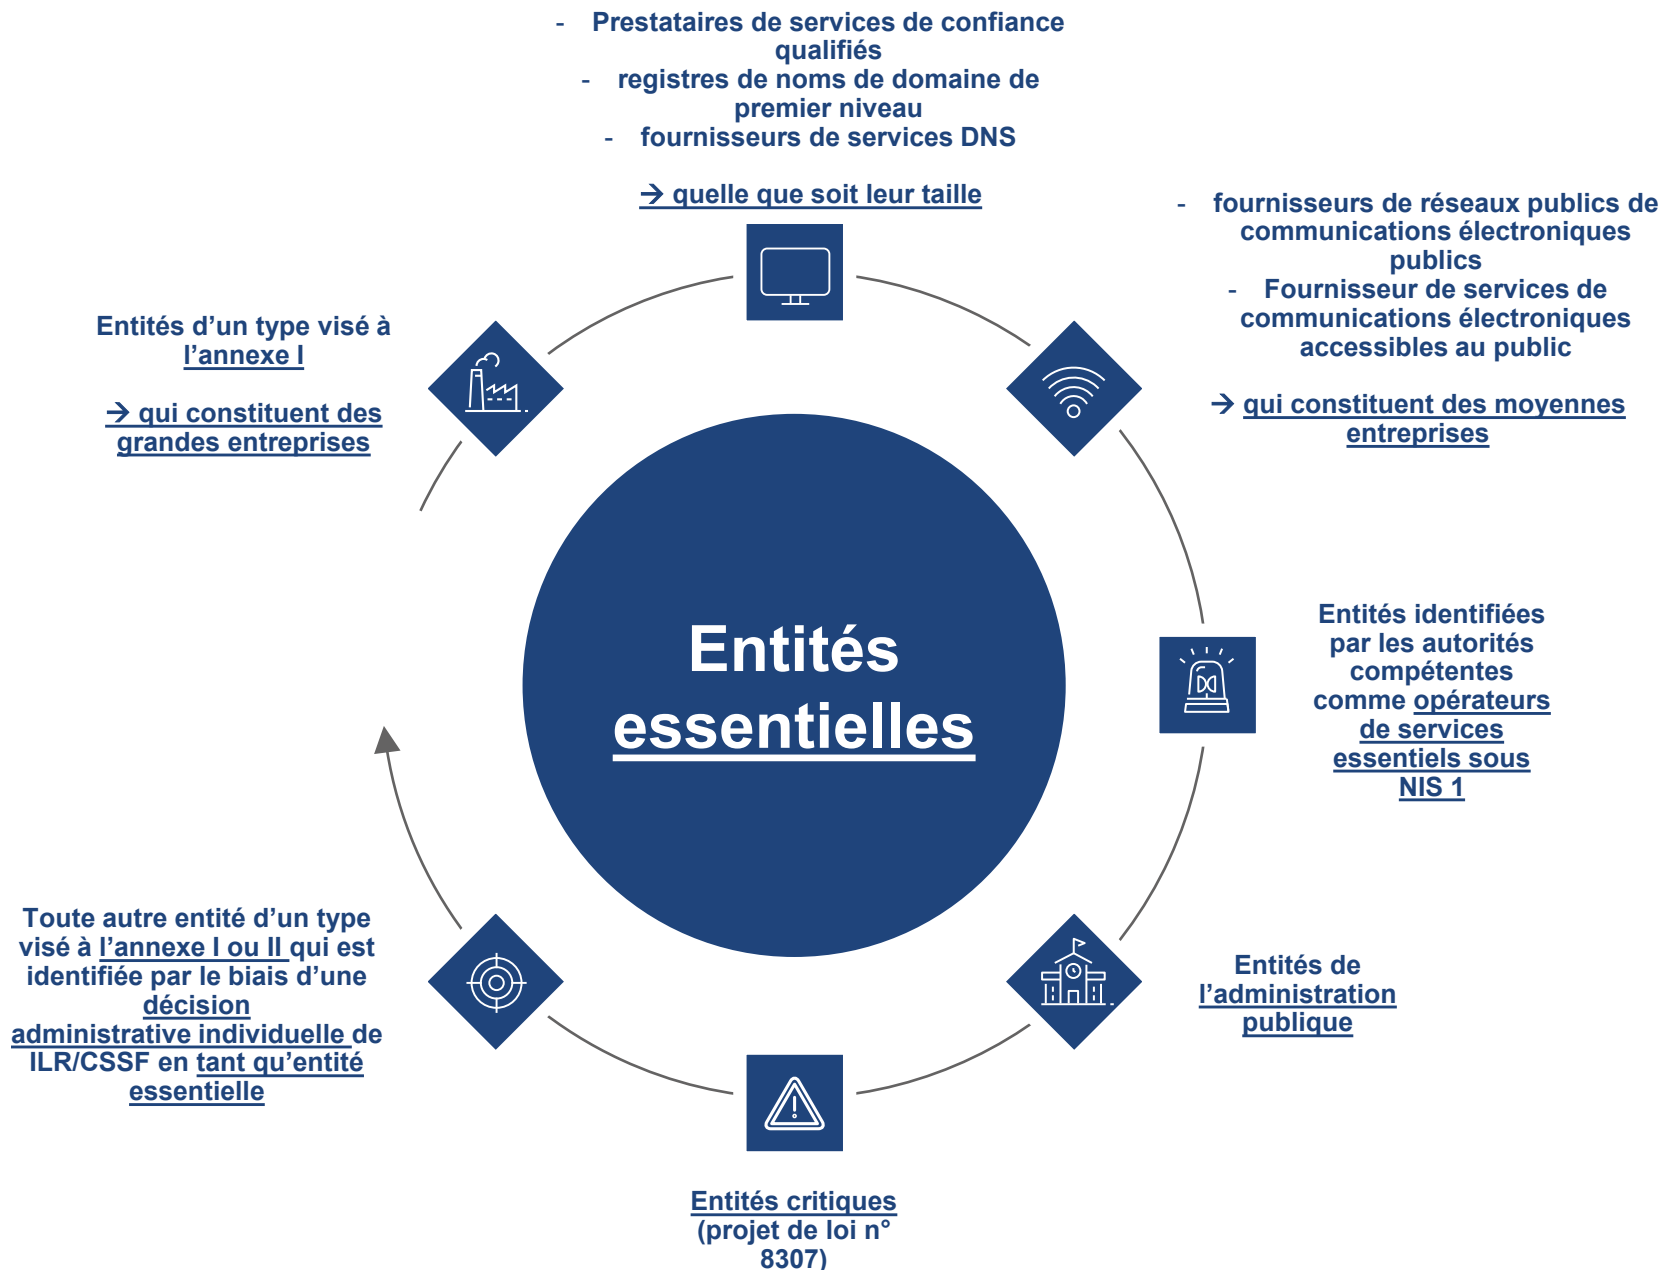 - Prestataires de services de confiance
qualifiés
- registres de noms de domaine de
premier niveau
- fournisseurs de services DNS
→ quelle que soit leur taille
- fournisseurs de réseaux publics de
communications électroniques
publics
- Fournisseur de services de
communications électroniques
accessibles au public
→ qui constituent des moyennes
entreprises
Entités d’un type visé à
l’annexe I
→ qui constituent des
grandes entreprises
Entités
essentielles
Entités identifiées
par les autorités
compétentes
comme opérateurs
de services
essentiels sous
NIS 1
Entités de
l’administration
publique
Toute autre entité d’un type
visé à l’annexe I ou II qui est
identifiée par le biais d’une
décision
administrative individuelle de
ILR/CSSF en tant qu’entité
essentielle
Entités critiques
(projet de loi n°
8307)